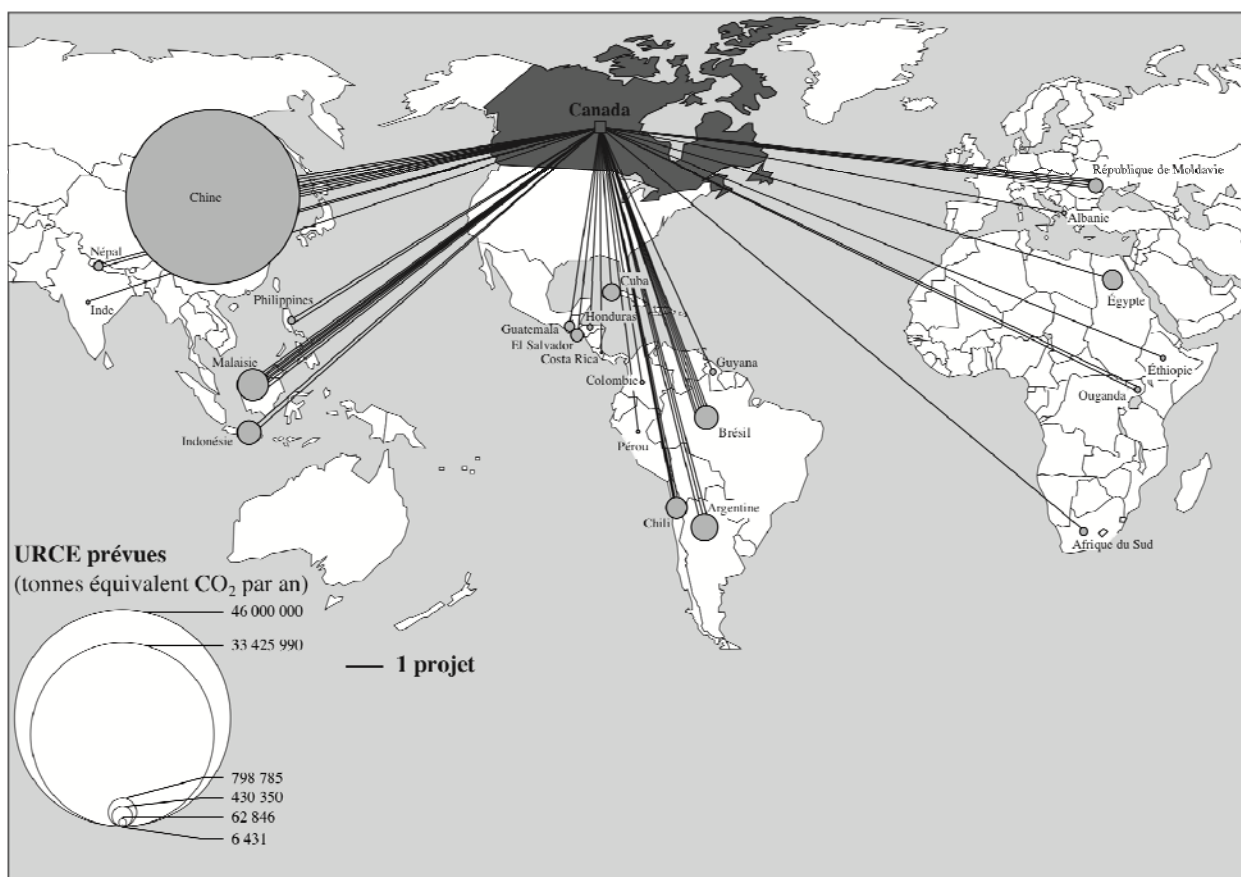 Canada
Chine
République de Moldavie
Albanie
Népal
Inde
Philippines
Cuba
Égypte
Honduras
Guatemala
El Salvador
Costa Rica
Malaisie
Colombie
Guyana
Éthiopie
Ouganda
Indonésie
Pérou
Brésil
Chili
Argentine
Afrique du Sud
URCE prévues
(tonnes équivalent CO₂ par an)
46 000 000
33 425 990
1 projet
798 785
430 350
62 846
6 431